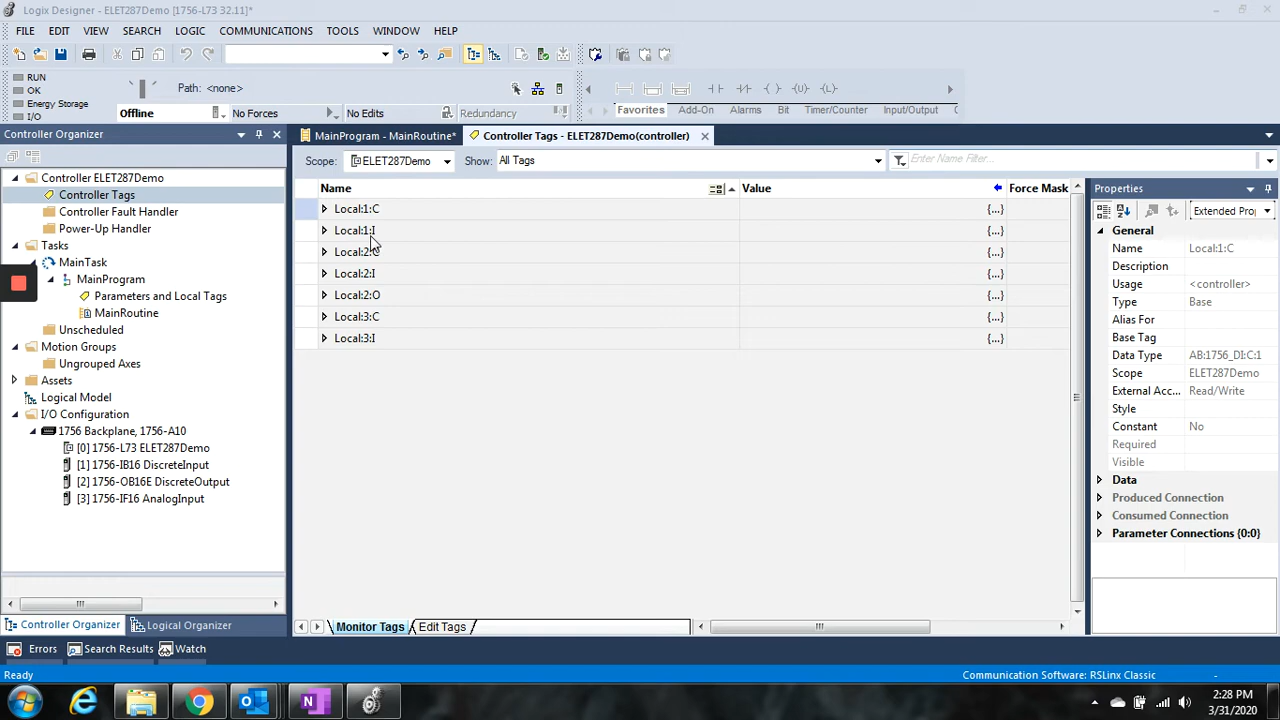 Logix Designer - ELET287Demo [1756-L73 32.11]*
FILE EDIT VIEW SEARCH LOGIC COMMUNICATIONS TOOLS WINDOW HELP
RUN
OK
Energy Storage
I/O
Path: <none>
Offline No Forces No Edits Redundancy
Favorites Add-On Alarms Bit Timer/Counter Input/Output
Controller Organizer
Controller ELET287Demo
Controller Tags
Controller Fault Handler
Power-Up Handler
Tasks
MainTask
MainProgram
Parameters and Local Tags
MainRoutine
Unscheduled
Motion Groups
Ungrouped Axes
Assets
Logical Model
I/O Configuration
1756 Backplane, 1756-A10
[0] 1756-L73 ELET287Demo
[1] 1756-IB16 DiscreteInput
[2] 1756-OB16E DiscreteOutput
[3] 1756-IF16 AnalogInput
Controller Organizer Logical Organizer
MainProgram - MainRoutine* Controller Tags - ELET287Demo(controller)
Scope: ELET287Demo Show: All Tags Enter Name Filter...
Name Value Force Mask
Local:1:C {...}
Local:1:I {...}
Local:2:C {...}
Local:2:I {...}
Local:2:O {...}
Local:3:C {...}
Local:3:I {...}
Monitor Tags Edit Tags
Properties
Extended Prop
General
Name Local:1:C
Description
Usage <controller>
Type Base
Alias For
Base Tag
Data Type AB:1756_DI:C:1
Scope ELET287Demo
External Acc... Read/Write
Style
Constant No
Required
Visible
Data
Produced Connection
Consumed Connection
Parameter Connections {0:0}
Errors Search Results Watch
Ready Communication Software: RSLinx Classic
2:28 PM
3/31/2020